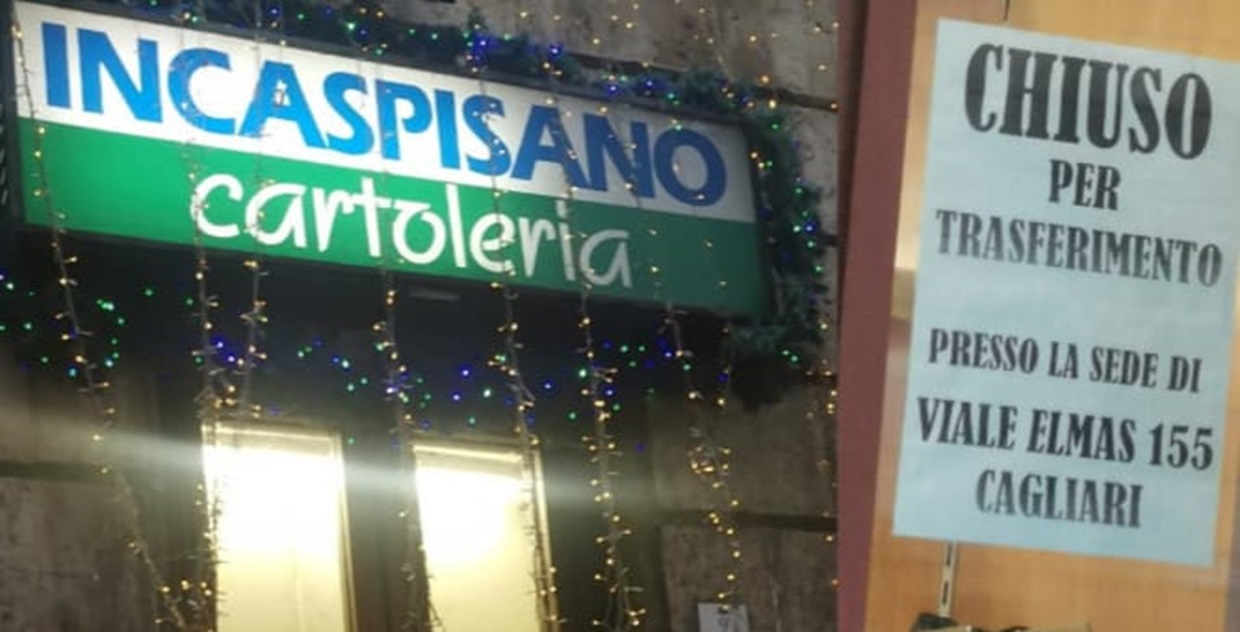 INCASPISANO
cartoleria
CHIUSO
PER
TRASFERIMENTO
PRESSO LA SEDE DI
VIALE ELMAS 155
CAGLIARI